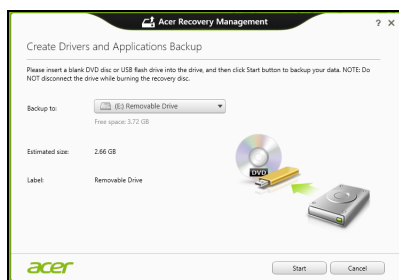 Acer Recovery Management
? X
Create Drivers and Applications Backup
Please insert a blank DVD disc or USB flash drive into the drive, and then click Start button to backup your data. NOTE: Do
NOT disconnect the drive while burning the recovery disc.
Backup to:
(E:) Removable Drive
Free space: 3.72 GB
Estimated size:
2.66 GB
Label:
Removable Drive
DVD
acer
Start
Cancel